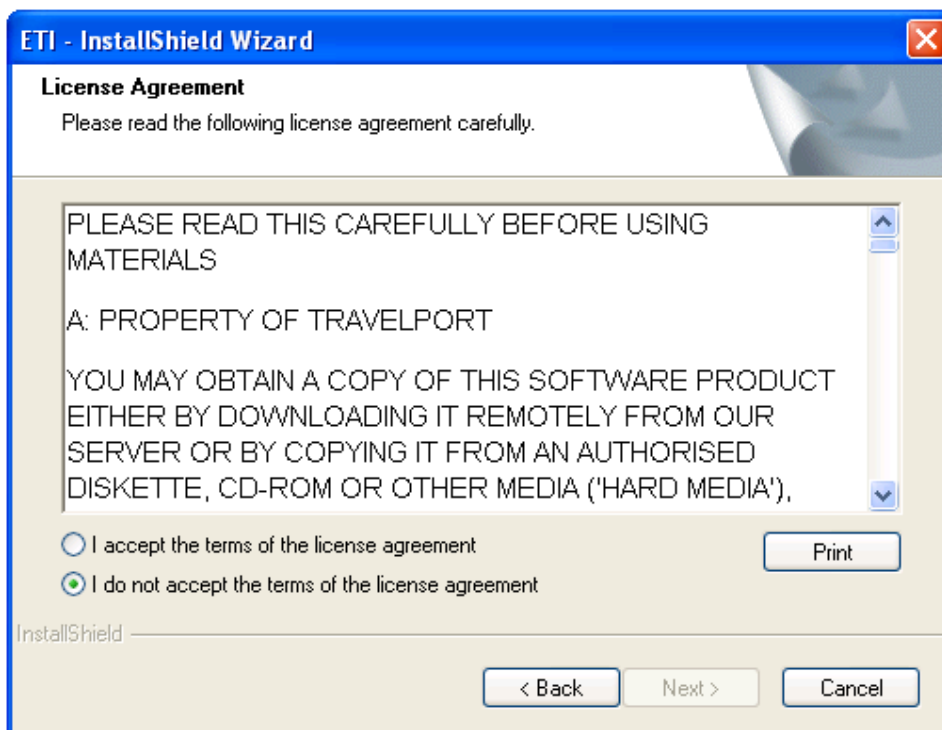 ETI - InstallShield Wizard
License Agreement
Please read the following license agreement carefully.
PLEASE READ THIS CAREFULLY BEFORE USING
MATERIALS
A: PROPERTY OF TRAVELPORT
YOU MAY OBTAIN A COPY OF THIS SOFTWARE PRODUCT
EITHER BY DOWNLOADING IT REMOTELY FROM OUR
SERVER OR BY COPYING IT FROM AN AUTHORISED
DISKETTE, CD-ROM OR OTHER MEDIA ('HARD MEDIA'),
I accept the terms of the license agreement
Print
I do not accept the terms of the license agreement
InstallShield
< Back
Next >
Cancel